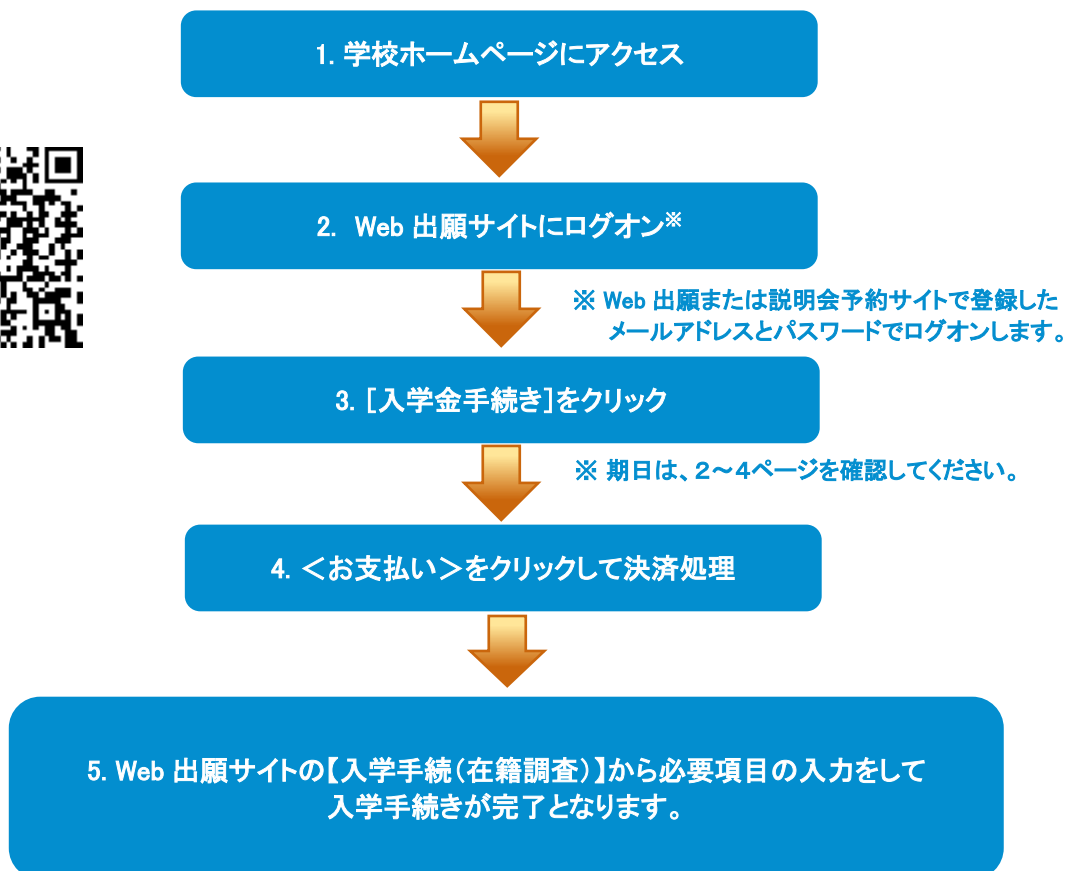 1. 学校ホームページにアクセス
2. Web 出願サイトにログオン※
※ Web 出願または説明会予約サイトで登録した
メールアドレスとパスワードでログオンします。
3. [入学金手続き]をクリック
※ 期日は、2～4ページを確認してください。
4. ＜お支払い＞をクリックして決済処理
5. Web 出願サイトの【入学手続(在籍調査)】から必要項目の入力をして
入学手続きが完了となります。